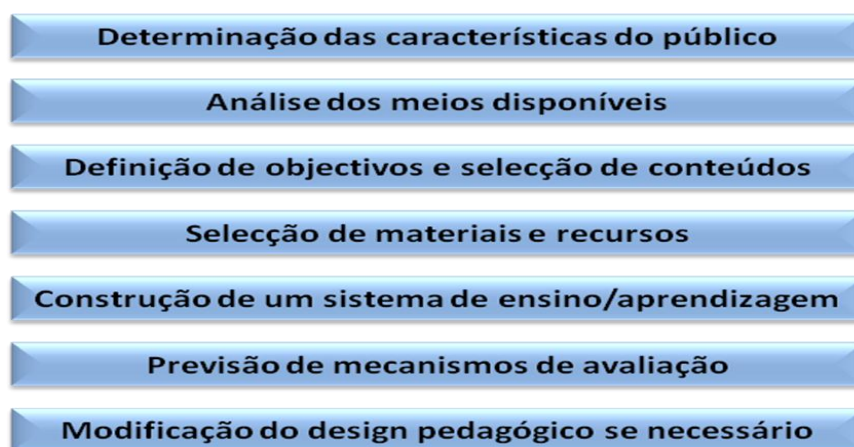 Determinação das características do público
Análise dos meios disponíveis
Definição de objectivos e selecção de conteúdos
Selecção de materiais e recursos
Construção de um sistema de ensino/aprendizagem
Previsão de mecanismos de avaliação
Modificação do design pedagógico se necessário